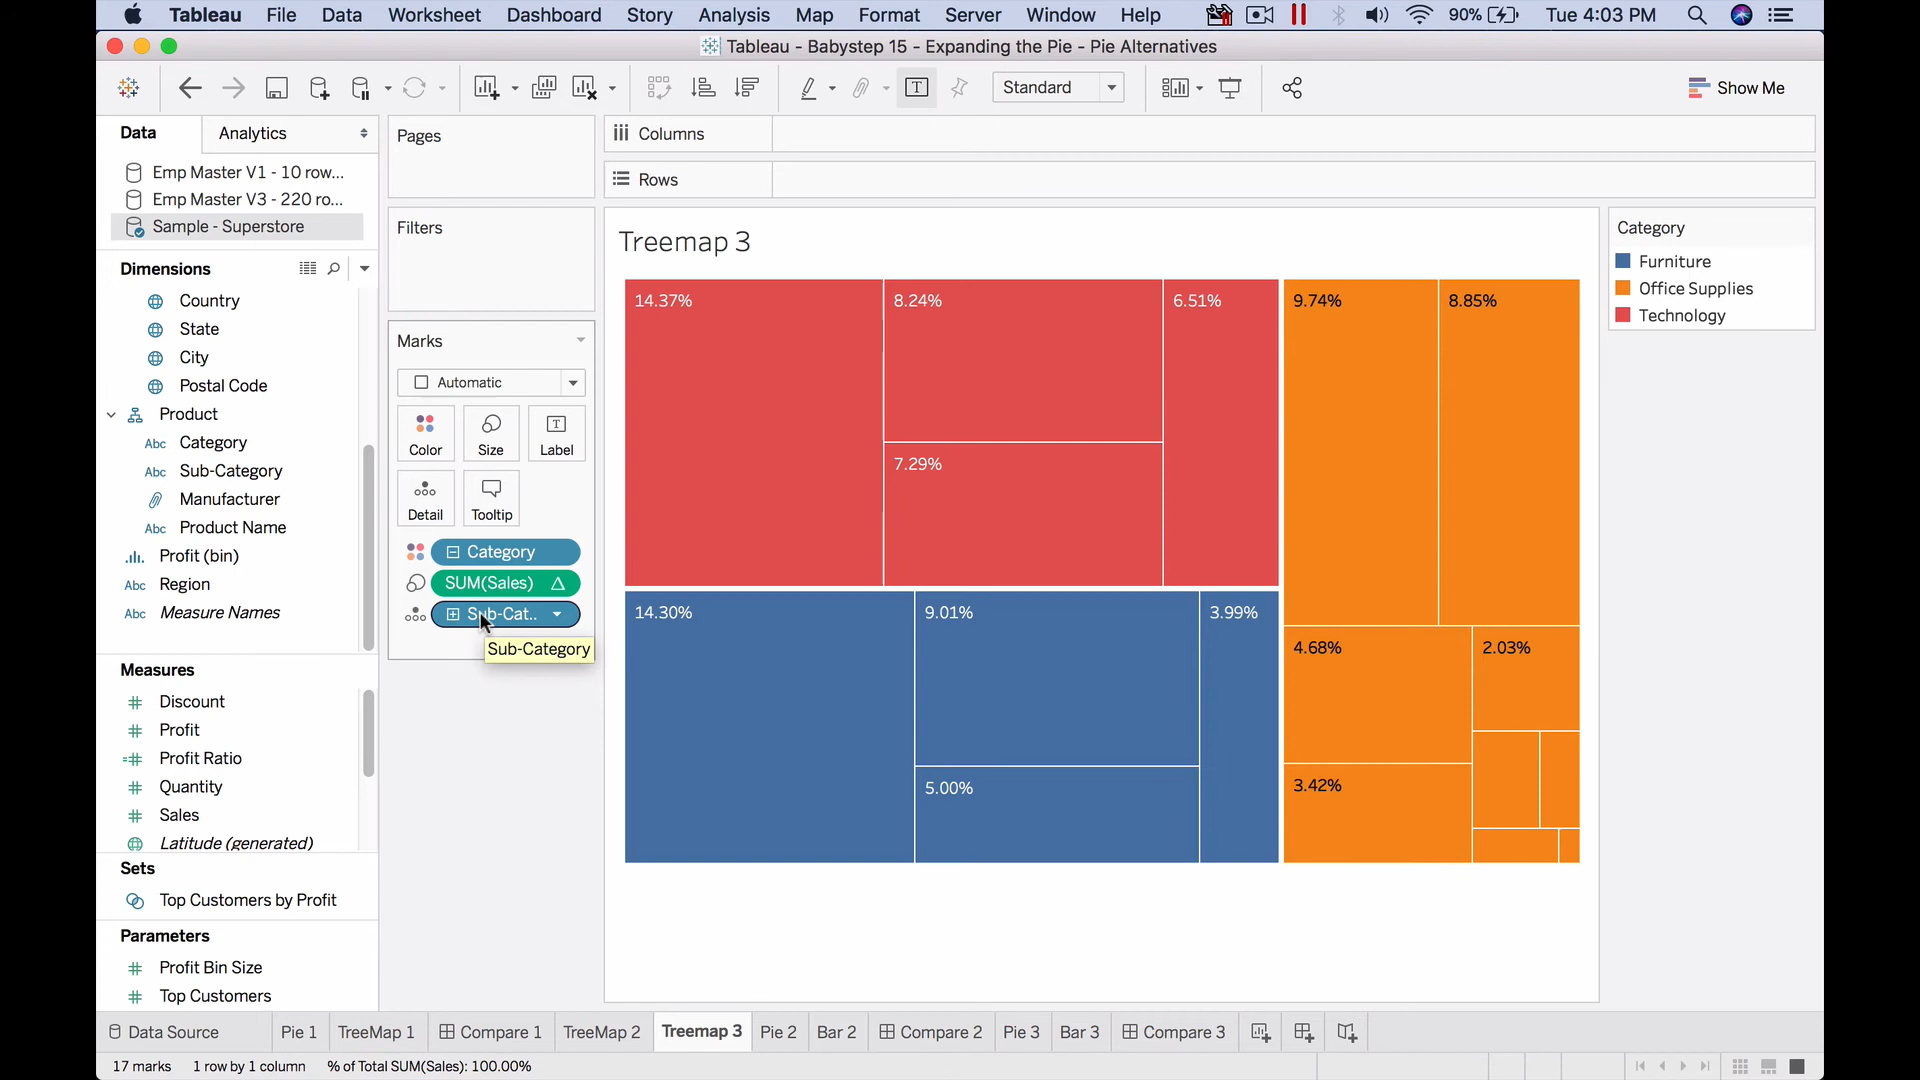 Tableau File Data Worksheet Dashboard Story Analysis Map Format Server Window Help 90% Tue 4:03 PM
Tableau - Babystep 15 - Expanding the Pie - Pie Alternatives
Standard
Show Me
Data
Analytics
Emp Master V1 - 10 row...
Emp Master V3 - 220 ro...
Sample - Superstore
Dimensions
Country
State
City
Postal Code
Product
Abc Category
Abc Sub-Category
Manufacturer
Abc Product Name
Profit (bin)
Abc Region
Abc Measure Names
Measures
Discount
Profit
Profit Ratio
Quantity
Sales
Latitude (generated)
Sets
Top Customers by Profit
Parameters
Profit Bin Size
Top Customers
Pages
Filters
Marks
Automatic
Color Size Label
Detail Tooltip
Category
SUM(Sales)
Sub-Cat..
Sub-Category
Columns
Rows
Treemap 3
14.37% 8.24% 6.51% 9.74% 8.85%
7.29%
14.30% 9.01% 3.99%
4.68% 2.03%
5.00% 3.42%
Category
Furniture
Office Supplies
Technology
Data Source Pie 1 TreeMap 1 Compare 1 TreeMap 2 Treemap 3 Pie 2 Bar 2 Compare 2 Pie 3 Bar 3 Compare 3
17 marks 1 row by 1 column % of Total SUM(Sales): 100.00%